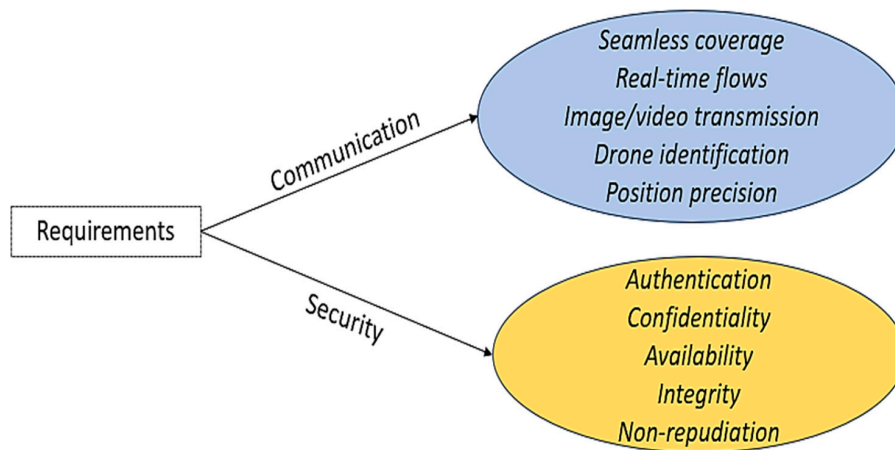 Requirements
Communication
Seamless coverage
Real-time flows
Image/video transmission
Drone identification
Position precision
Security
Authentication
Confidentiality
Availability
Integrity
Non-repudiation